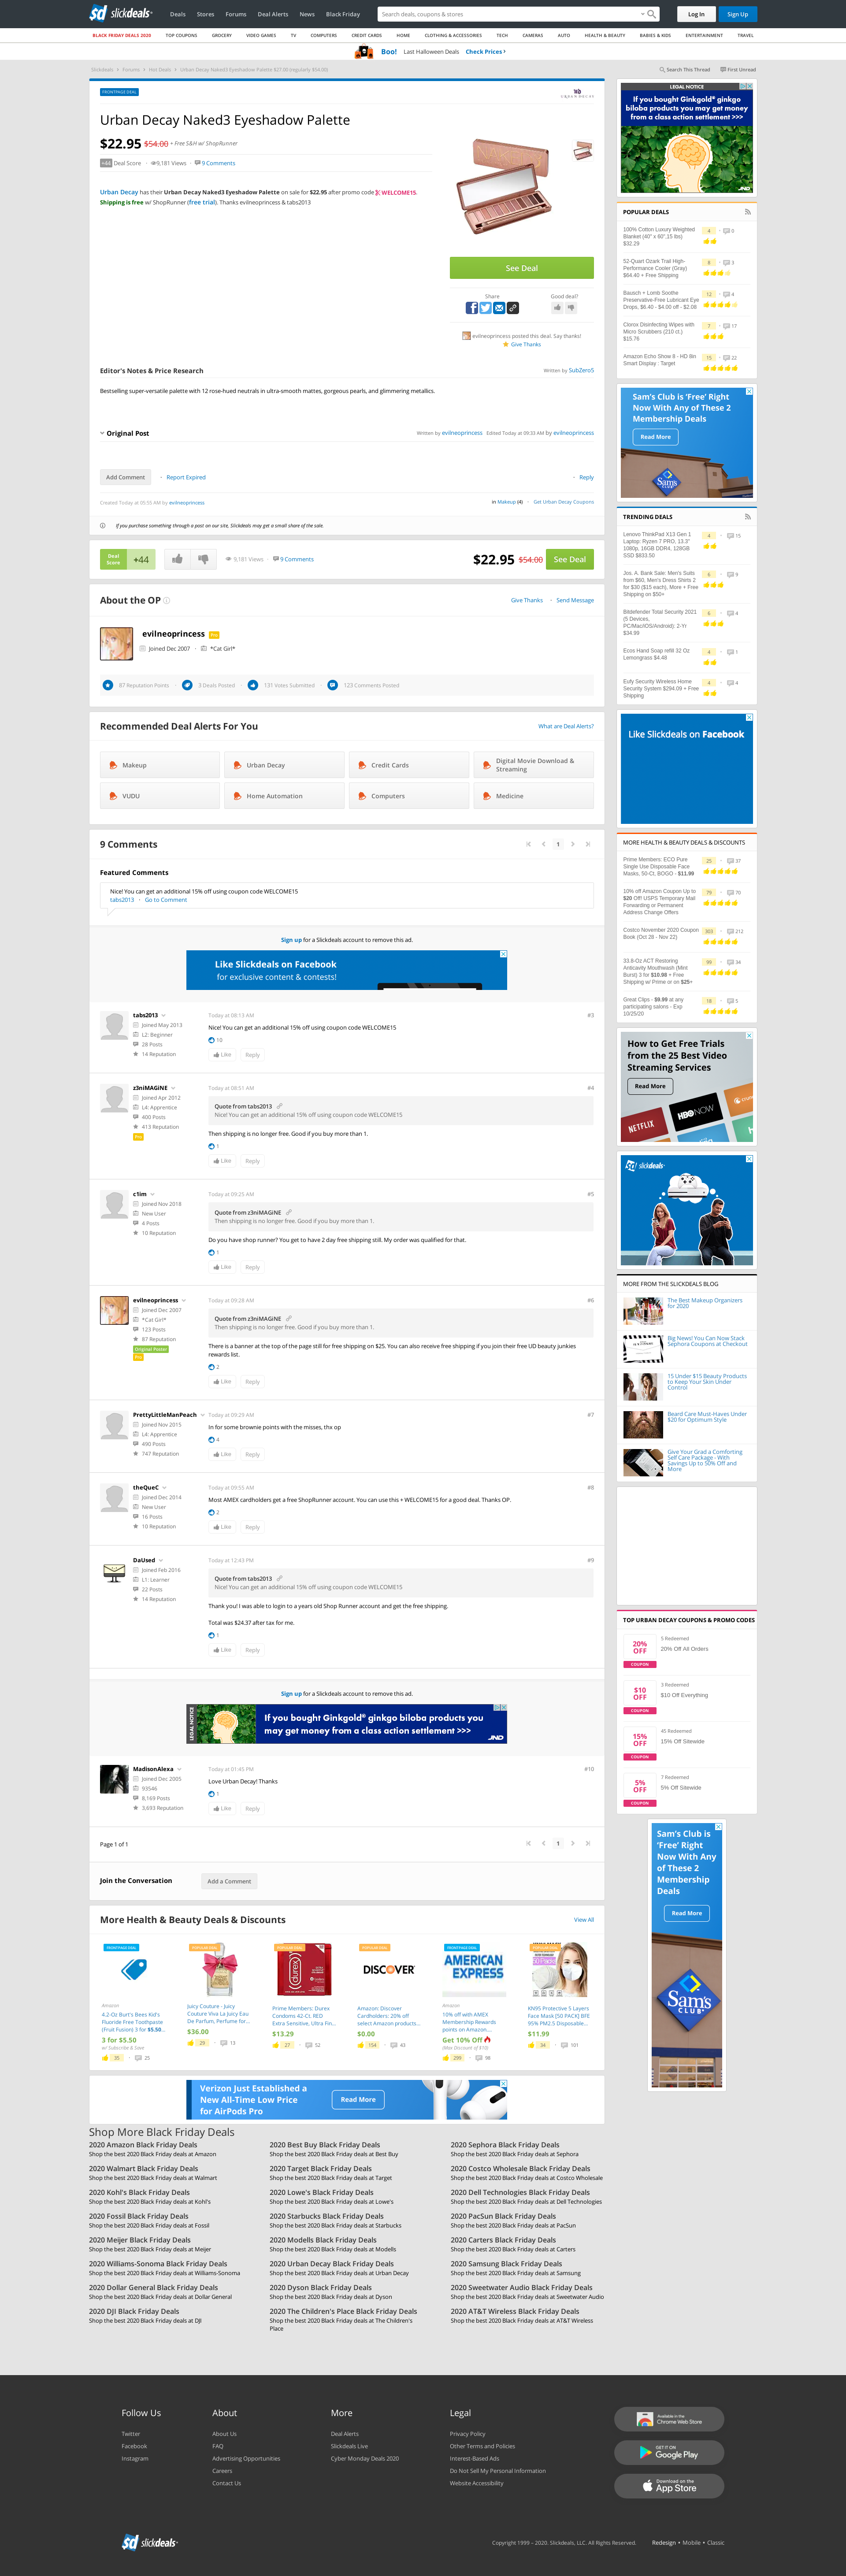 slickdeals
Deals Stores Forums Deal Alerts News Black Friday
Search deals, coupons & stores
Log In
Sign Up
BLACK FRIDAY DEALS 2020 TOP COUPONS GROCERY VIDEO GAMES TV COMPUTERS CREDIT CARDS HOME CLOTHING & ACCESSORIES TECH CAMERAS AUTO HEALTH & BEAUTY BABIES & KIDS ENTERTAINMENT TRAVEL
Boo! Last Halloween Deals Check Prices ›
Slickdeals › Forums › Hot Deals › Urban Decay Naked3 Eyeshadow Palette $27.00 (regularly $54.00)
Search This Thread First Unread
FRONTPAGE DEAL
URBAN DECAY
Urban Decay Naked3 Eyeshadow Palette
$22.95 $54.00 + Free S&H w/ ShopRunner
+44 Deal Score 9,181 Views 9 Comments
Urban Decay has their Urban Decay Naked3 Eyeshadow Palette on sale for $22.95 after promo code WELCOME15.
Shipping is free w/ ShopRunner (free trial). Thanks evilneoprincess & tabs2013
See Deal
Share
Good deal?
evilneoprincess posted this deal. Say thanks!
Give Thanks
Editor's Notes & Price Research
Written by SubZero5
Bestselling super-versatile palette with 12 rose-hued neutrals in ultra-smooth mattes, gorgeous pearls, and glimmering metallics.
Original Post
Written by evilneoprincess Edited Today at 09:33 AM by evilneoprincess
Add Comment
Report Expired
Reply
Created Today at 05:55 AM by evilneoprincess
in Makeup (4) Get Urban Decay Coupons
If you purchase something through a post on our site, Slickdeals may get a small share of the sale.
Deal Score +44
9,181 Views 9 Comments
$22.95 $54.00 See Deal
About the OP
Give Thanks Send Message
evilneoprincess Pro
Joined Dec 2007 *Cat Girl*
87 Reputation Points 3 Deals Posted 131 Votes Submitted 123 Comments Posted
Recommended Deal Alerts For You
What are Deal Alerts?
Makeup
Urban Decay
Credit Cards
Digital Movie Download & Streaming
VUDU
Home Automation
Computers
Medicine
9 Comments
1
Featured Comments
Nice! You can get an additional 15% off using coupon code WELCOME15
tabs2013 Go to Comment
Sign up for a Slickdeals account to remove this ad.
Like Slickdeals on Facebook
for exclusive content & contests!
tabs2013
Joined May 2013
L2: Beginner
28 Posts
14 Reputation
Today at 08:13 AM
#3
Nice! You can get an additional 15% off using coupon code WELCOME15
10
Like Reply
z3niMAGiNE
Joined Apr 2012
L4: Apprentice
400 Posts
413 Reputation
Pro
Today at 08:51 AM
#4
Quote from tabs2013
Nice! You can get an additional 15% off using coupon code WELCOME15
Then shipping is no longer free. Good if you buy more than 1.
1
Like Reply
c1im
Joined Nov 2018
New User
4 Posts
10 Reputation
Today at 09:25 AM
#5
Quote from z3niMAGiNE
Then shipping is no longer free. Good if you buy more than 1.
Do you have shop runner? You get to have 2 day free shipping still. My order was qualified for that.
1
Like Reply
evilneoprincess
Joined Dec 2007
*Cat Girl*
123 Posts
87 Reputation
Original Poster
Pro
Today at 09:28 AM
#6
Quote from z3niMAGiNE
Then shipping is no longer free. Good if you buy more than 1.
There is a banner at the top of the page still for free shipping on $25. You can also receive free shipping if you join their free UD beauty junkies rewards list.
2
Like Reply
PrettyLittleManPeach
Joined Nov 2015
L4: Apprentice
490 Posts
747 Reputation
Today at 09:29 AM
#7
In for some brownie points with the misses, thx op
4
Like Reply
theQueC
Joined Dec 2014
New User
16 Posts
10 Reputation
Today at 09:55 AM
#8
Most AMEX cardholders get a free ShopRunner account. You can use this + WELCOME15 for a good deal. Thanks OP.
2
Like Reply
DaUsed
Joined Feb 2016
L1: Learner
22 Posts
14 Reputation
Today at 12:43 PM
#9
Quote from tabs2013
Nice! You can get an additional 15% off using coupon code WELCOME15
Thank you! I was able to login to a years old Shop Runner account and get the free shipping.
Total was $24.37 after tax for me.
1
Like Reply
Sign up for a Slickdeals account to remove this ad.
LEGAL NOTICE
If you bought Ginkgold® ginkgo biloba products you
may get money from a class action settlement >>>
JND
MadisonAlexa
Joined Dec 2005
93546
8,169 Posts
3,693 Reputation
Today at 01:45 PM
#10
Love Urban Decay! Thanks
1
Like Reply
Page 1 of 1
1
Join the Conversation
Add a Comment
More Health & Beauty Deals & Discounts
View All
FRONTPAGE DEAL
Amazon
4.2-Oz Burt's Bees Kid's Fluoride Free Toothpaste (Fruit Fusion) 3 for $5.50...
3 for $5.50
w/ Subscribe & Save
35 25
POPULAR DEAL
Juicy Couture - Juicy Couture Viva La Juicy Eau De Parfum, Perfume for...
$36.00
29 13
POPULAR DEAL
durex
Prime Members: Durex Condoms 42-Ct. RED Extra Sensitive, Ultra Fin...
$13.29
27 52
POPULAR DEAL
DISCOVER
Amazon: Discover Cardholders: 20% off select Amazon products...
$0.00
154 43
FRONTPAGE DEAL
AMERICAN EXPRESS
Amazon
10% off with AMEX Membership Rewards points on Amazon...
Get 10% Off
(Max Discount of $10)
299 98
POPULAR DEAL
KN95 Protective 5 Layers Face Mask [50 PACK] BFE 95% PM2.5 Disposable...
$11.99
34 101
Verizon Just Established a
New All-Time Low Price
for AirPods Pro
Read More
Shop More Black Friday Deals
2020 Amazon Black Friday Deals
Shop the best 2020 Black Friday deals at Amazon
2020 Best Buy Black Friday Deals
Shop the best 2020 Black Friday deals at Best Buy
2020 Sephora Black Friday Deals
Shop the best 2020 Black Friday deals at Sephora
2020 Walmart Black Friday Deals
Shop the best 2020 Black Friday deals at Walmart
2020 Target Black Friday Deals
Shop the best 2020 Black Friday deals at Target
2020 Costco Wholesale Black Friday Deals
Shop the best 2020 Black Friday deals at Costco Wholesale
2020 Kohl's Black Friday Deals
Shop the best 2020 Black Friday deals at Kohl's
2020 Lowe's Black Friday Deals
Shop the best 2020 Black Friday deals at Lowe's
2020 Dell Technologies Black Friday Deals
Shop the best 2020 Black Friday deals at Dell Technologies
2020 Fossil Black Friday Deals
Shop the best 2020 Black Friday deals at Fossil
2020 Starbucks Black Friday Deals
Shop the best 2020 Black Friday deals at Starbucks
2020 PacSun Black Friday Deals
Shop the best 2020 Black Friday deals at PacSun
2020 Meijer Black Friday Deals
Shop the best 2020 Black Friday deals at Meijer
2020 Modells Black Friday Deals
Shop the best 2020 Black Friday deals at Modells
2020 Carters Black Friday Deals
Shop the best 2020 Black Friday deals at Carters
2020 Williams-Sonoma Black Friday Deals
Shop the best 2020 Black Friday deals at Williams-Sonoma
2020 Urban Decay Black Friday Deals
Shop the best 2020 Black Friday deals at Urban Decay
2020 Samsung Black Friday Deals
Shop the best 2020 Black Friday deals at Samsung
2020 Dollar General Black Friday Deals
Shop the best 2020 Black Friday deals at Dollar General
2020 Dyson Black Friday Deals
Shop the best 2020 Black Friday deals at Dyson
2020 Sweetwater Audio Black Friday Deals
Shop the best 2020 Black Friday deals at Sweetwater Audio
2020 DJI Black Friday Deals
Shop the best 2020 Black Friday deals at DJI
2020 The Children's Place Black Friday Deals
Shop the best 2020 Black Friday deals at The Children's Place
2020 AT&T Wireless Black Friday Deals
Shop the best 2020 Black Friday deals at AT&T Wireless
LEGAL NOTICE
If you bought Ginkgold® ginkgo
biloba products you may get money
from a class action settlement >>>
JND
POPULAR DEALS
100% Cotton Luxury Weighted Blanket (40" x 60",15 lbs) $32.29
4 0
52-Quart Ozark Trail High-Performance Cooler (Gray) $64.40 + Free Shipping
8 3
Bausch + Lomb Soothe Preservative-Free Lubricant Eye Drops, $6.40 - $4.00 off - $2.08
12 4
Clorox Disinfecting Wipes with Micro Scrubbers (210 ct.) $15.76
7 17
Amazon Echo Show 8 - HD 8in Smart Display : Target
15 22
Sam's Club is 'Free' Right
Now With Any of These 2
Membership Deals
Read More
Sam's
TRENDING DEALS
Lenovo ThinkPad X13 Gen 1 Laptop: Ryzen 7 PRO, 13.3" 1080p, 16GB DDR4, 128GB SSD $833.50
4 15
Jos. A. Bank Sale: Men's Suits from $60, Men's Dress Shirts 2 for $30 ($15 each), More + Free Shipping on $50+
6 9
Bitdefender Total Security 2021 (5 Devices, PC/Mac/iOS/Android): 2-Yr $34.99
6 4
Ecos Hand Soap refill 32 Oz Lemongrass $4.48
4 1
Eufy Security Wireless Home Security System $294.09 + Free Shipping
4 4
Like Slickdeals on Facebook
MORE HEALTH & BEAUTY DEALS & DISCOUNTS
Prime Members: ECO Pure Single Use Disposable Face Masks, 50-Ct, BOGO - $11.99
25 37
10% off Amazon Coupon Up to $20 Off! USPS Temporary Mail Forwarding or Permanent Address Change Offers
79 70
Costco November 2020 Coupon Book (Oct 28 - Nov 22)
303 212
33.8-Oz ACT Restoring Anticavity Mouthwash (Mint Burst) 3 for $10.98 + Free Shipping w/ Prime or on $25+
99 34
Great Clips - $9.99 at any participating salons - Exp 10/25/20
18 5
How to Get Free Trials
from the 25 Best Video
Streaming Services
Read More
NETFLIX
HBO NOW
slickdeals
MORE FROM THE SLICKDEALS BLOG
The Best Makeup Organizers for 2020
Big News! You Can Now Stack Sephora Coupons at Checkout
15 Under $15 Beauty Products to Keep Your Skin Under Control
Beard Care Must-Haves Under $20 for Optimum Style
Give Your Grad a Comforting Self Care Package - With Savings Up to 50% Off and More
TOP URBAN DECAY COUPONS & PROMO CODES
20% OFF COUPON
5 Redeemed
20% Off All Orders
$10 OFF COUPON
3 Redeemed
$10 Off Everything
15% OFF COUPON
45 Redeemed
15% Off Sitewide
5% OFF COUPON
7 Redeemed
5% Off Sitewide
Sam's Club is
'Free' Right
Now With Any
of These 2
Membership
Deals
Read More
Sam's
Follow Us
Twitter
Facebook
Instagram
About
About Us
FAQ
Advertising Opportunities
Careers
Contact Us
More
Deal Alerts
Slickdeals Live
Cyber Monday Deals 2020
Legal
Privacy Policy
Other Terms and Policies
Interest-Based Ads
Do Not Sell My Personal Information
Website Accessibility
Available in the
Chrome Web Store
GET IT ON
Google Play
Download on the
App Store
slickdeals
Copyright 1999 - 2020. Slickdeals, LLC. All Rights Reserved. Redesign • Mobile • Classic